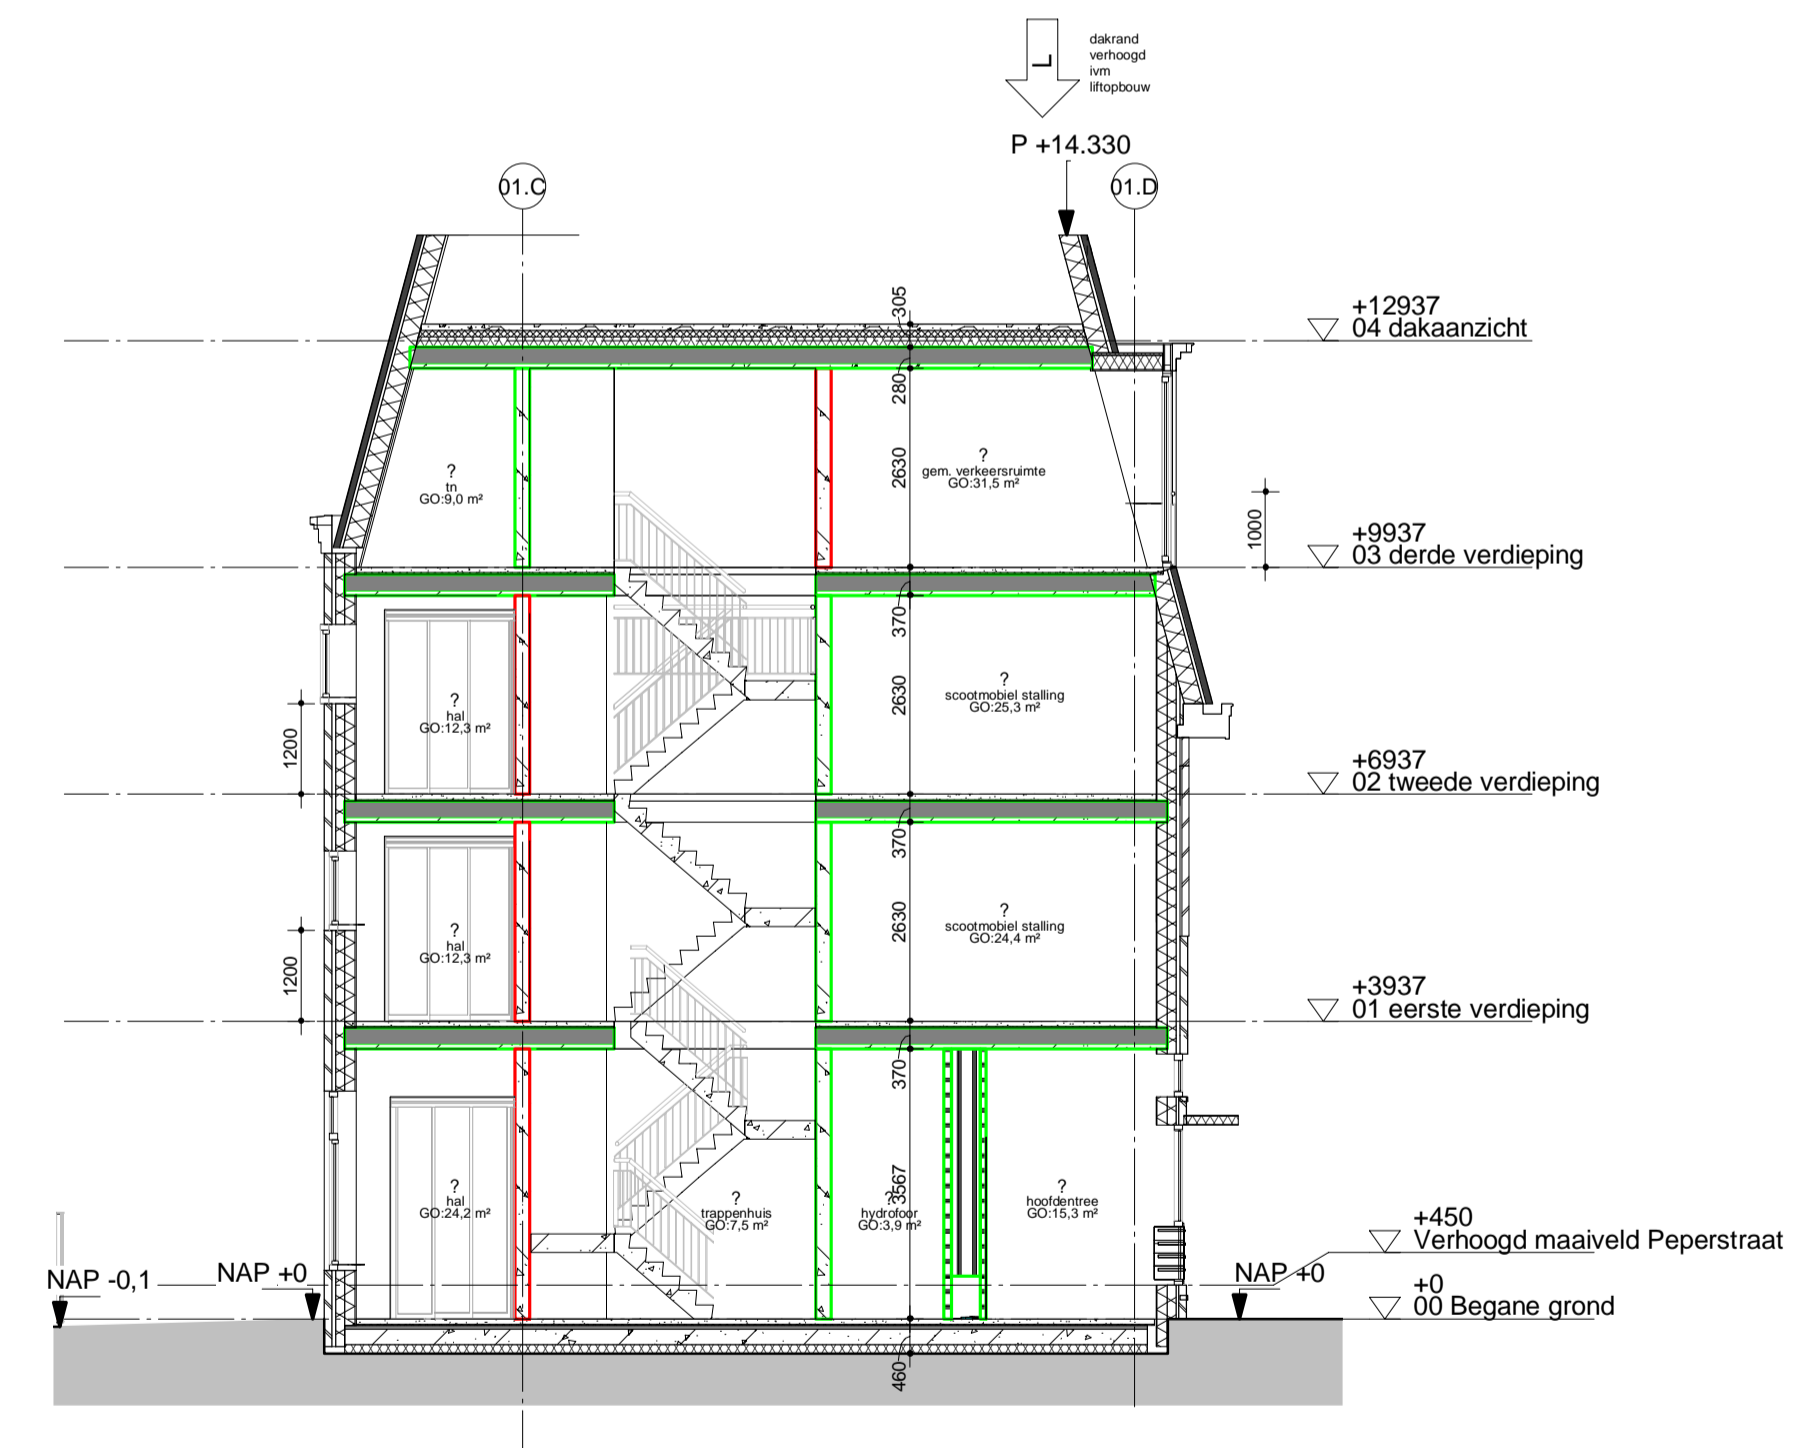 L
dakrand
verhoogd
ivm
liftopbouw
P +14.330
01.C
01.D
305
+12937
04 dakaanzicht
280
2630
?
tn
GO:9,0 m²
?
gem. verkeersruimte
GO:31,5 m²
1000
+9937
03 derde verdieping
370
2630
?
hal
GO:12,3 m²
?
scootmobiel stalling
GO:25,3 m²
1200
+6937
02 tweede verdieping
370
2630
?
hal
GO:12,3 m²
?
scootmobiel stalling
GO:24,4 m²
1200
+3937
01 eerste verdieping
370
3567
?
hal
GO:24,2 m²
?
trappenhuis
GO:7,5 m²
?
hydrofoor
GO:3,9 m²
?
hoofdentree
GO:15,3 m²
+450
Verhoogd maaiveld Peperstraat
NAP -0,1
NAP +0
NAP +0
+0
00 Begane grond
460